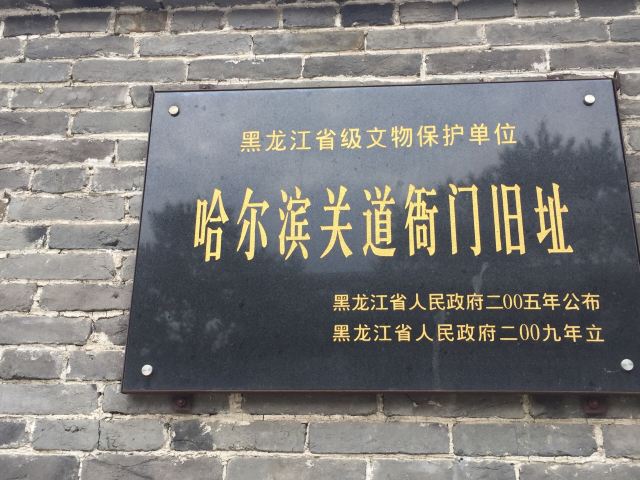 黑龙江省级文物保护单位
哈尔滨关道衙门旧址
黑龙江省人民政府二00五年公布
黑龙江省人民政府二00九年立